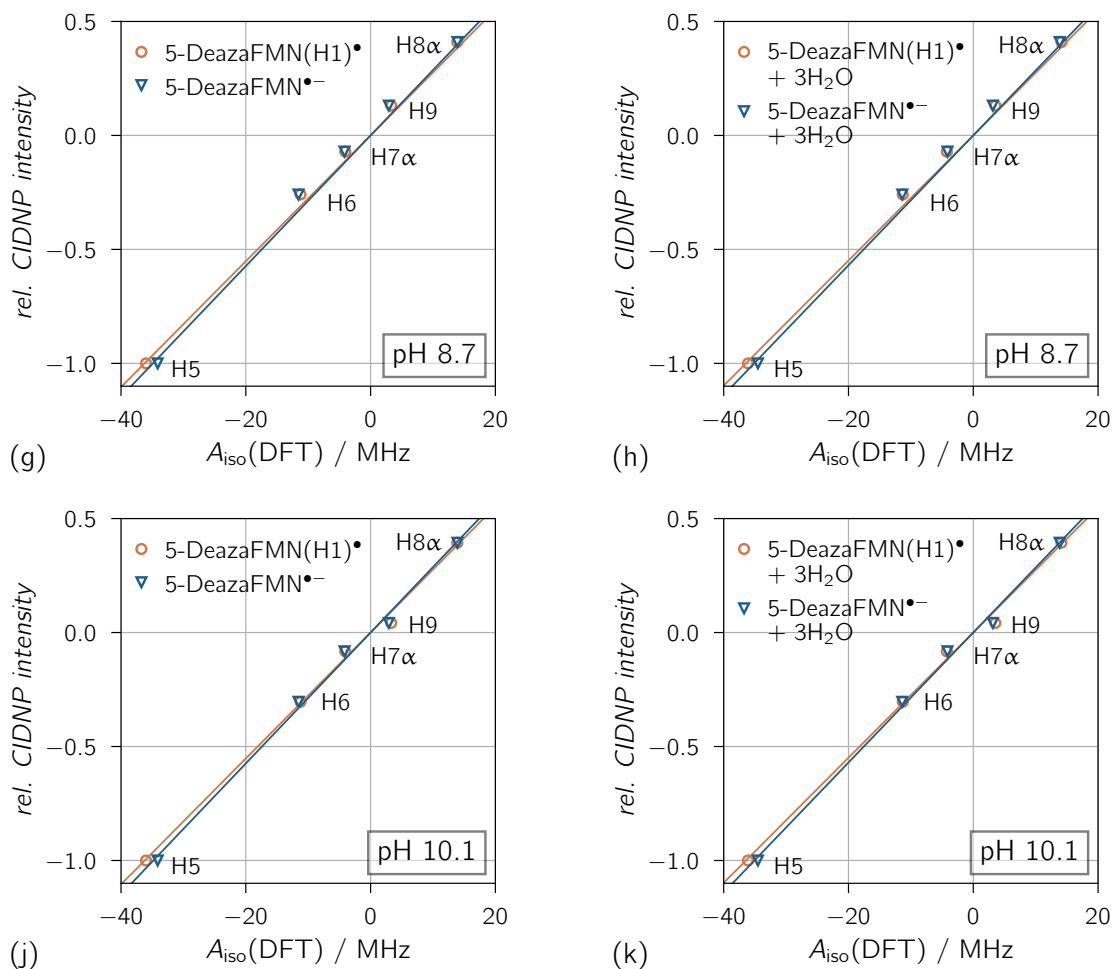 0.5
5-DeazaFMN(H1)•
5-DeazaFMN•−
H8α
H9
0.0
H7α
H6
−0.5
−1.0
H5
pH 8.7
−40 −20 0 20
rel. CIDNP intensity
(g)
A_iso(DFT) / MHz
0.5
5-DeazaFMN(H1)•
+ 3H₂O
5-DeazaFMN•−
+ 3H₂O
H8α
H9
0.0
H7α
H6
−0.5
−1.0
H5
pH 8.7
−40 −20 0 20
rel. CIDNP intensity
(h)
A_iso(DFT) / MHz
0.5
5-DeazaFMN(H1)•
5-DeazaFMN•−
H8α
H9
0.0
H7α
H6
−0.5
−1.0
H5
pH 10.1
−40 −20 0 20
rel. CIDNP intensity
(j)
A_iso(DFT) / MHz
0.5
5-DeazaFMN(H1)•
+ 3H₂O
5-DeazaFMN•−
+ 3H₂O
H8α
H9
0.0
H7α
H6
−0.5
−1.0
H5
pH 10.1
−40 −20 0 20
rel. CIDNP intensity
(k)
A_iso(DFT) / MHz